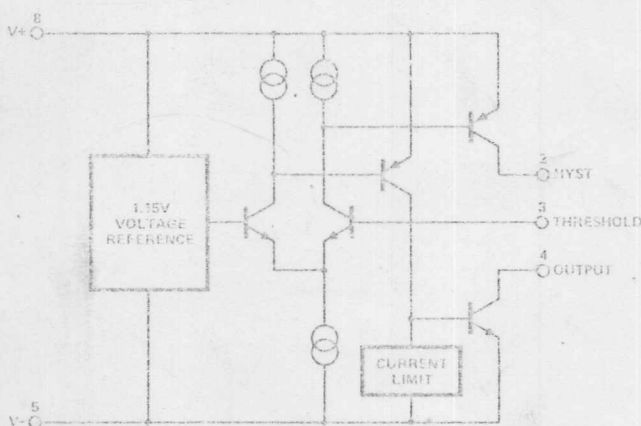 8
V+
2
HYST
1.15V
VOLTAGE
REFERENCE
3
THRESHOLD
4
OUTPUT
CURRENT
LIMIT
5
V-